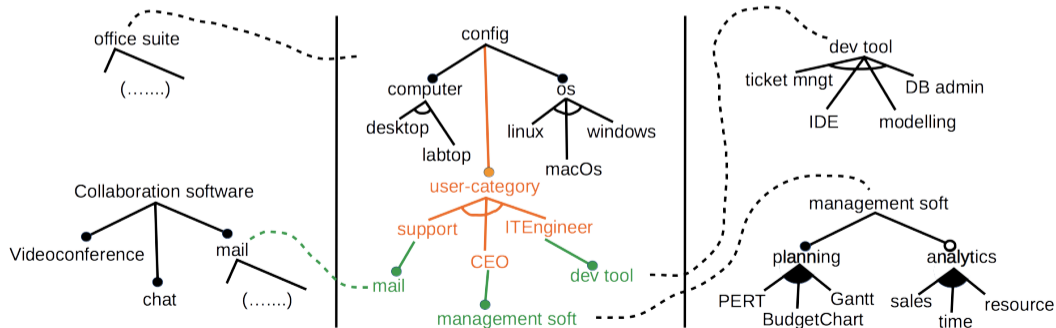 office suite
(.......)
Collaboration software
Videoconference
mail
chat
(.......)
config
computer
os
desktop
labtop
linux
windows
macOs
user-category
support
ITEngineer
CEO
mail
dev tool
management soft
dev tool
ticket mngt
DB admin
IDE
modelling
management soft
planning
analytics
PERT
Gantt
BudgetChart
sales
resource
time